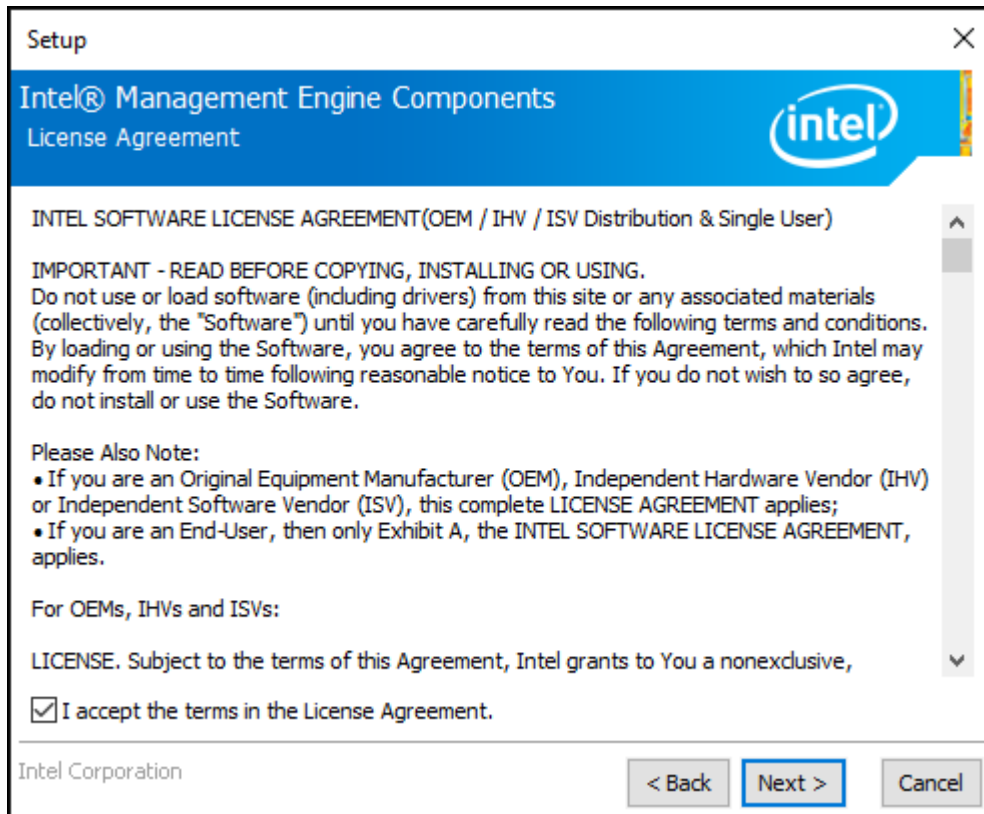 Setup
Intel® Management Engine Components
License Agreement
intel
INTEL SOFTWARE LICENSE AGREEMENT(OEM / IHV / ISV Distribution & Single User)
IMPORTANT - READ BEFORE COPYING, INSTALLING OR USING.
Do not use or load software (including drivers) from this site or any associated materials
(collectively, the "Software") until you have carefully read the following terms and conditions.
By loading or using the Software, you agree to the terms of this Agreement, which Intel may
modify from time to time following reasonable notice to You. If you do not wish to so agree,
do not install or use the Software.
Please Also Note:
• If you are an Original Equipment Manufacturer (OEM), Independent Hardware Vendor (IHV)
or Independent Software Vendor (ISV), this complete LICENSE AGREEMENT applies;
• If you are an End-User, then only Exhibit A, the INTEL SOFTWARE LICENSE AGREEMENT,
applies.
For OEMs, IHVs and ISVs:
LICENSE. Subject to the terms of this Agreement, Intel grants to You a nonexclusive,
I accept the terms in the License Agreement.
Intel Corporation
< Back Next > Cancel